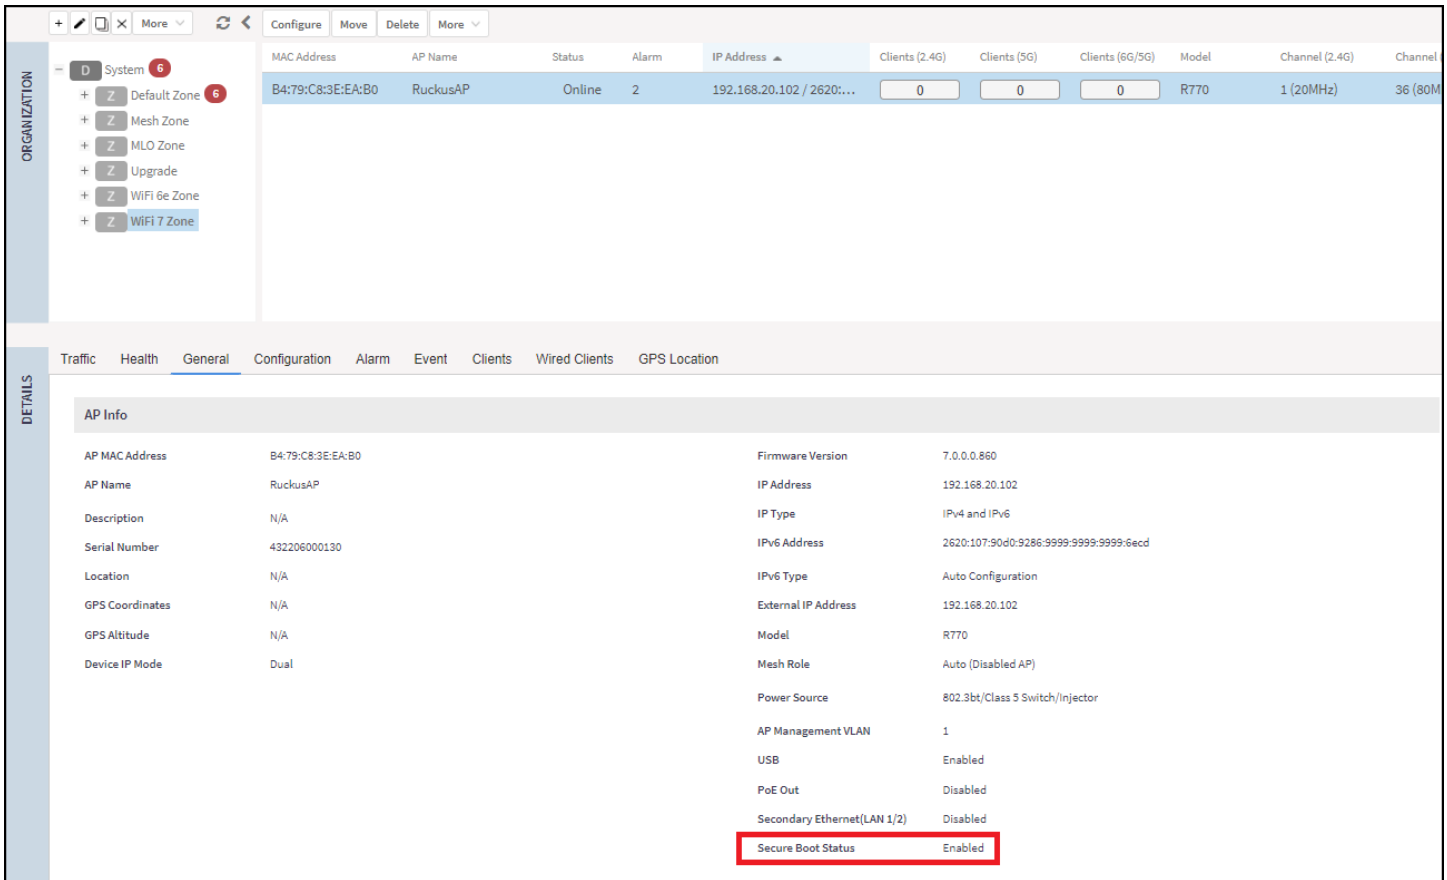 More
Configure Move Delete More
ORGANIZATION
D System 6
Z Default Zone 6
Z Mesh Zone
Z MLO Zone
Z Upgrade
Z WiFi 6e Zone
Z WiFi 7 Zone
MAC Address AP Name Status Alarm IP Address Clients (2.4G) Clients (5G) Clients (6G/5G) Model Channel (2.4G) Channel (
B4:79:C8:3E:EA:B0 RuckusAP Online 2 192.168.20.102 / 2620:... 0 0 0 R770 1 (20MHz) 36 (80M
DETAILS
Traffic Health General Configuration Alarm Event Clients Wired Clients GPS Location
AP Info
AP MAC Address B4:79:C8:3E:EA:B0
AP Name RuckusAP
Description N/A
Serial Number 432206000130
Location N/A
GPS Coordinates N/A
GPS Altitude N/A
Device IP Mode Dual
Firmware Version 7.0.0.0.860
IP Address 192.168.20.102
IP Type IPv4 and IPv6
IPv6 Address 2620:107:90d0:9286:9999:9999:9999:6ecd
IPv6 Type Auto Configuration
External IP Address 192.168.20.102
Model R770
Mesh Role Auto (Disabled AP)
Power Source 802.3bt/Class 5 Switch/Injector
AP Management VLAN 1
USB Enabled
PoE Out Disabled
Secondary Ethernet(LAN 1/2) Disabled
Secure Boot Status Enabled